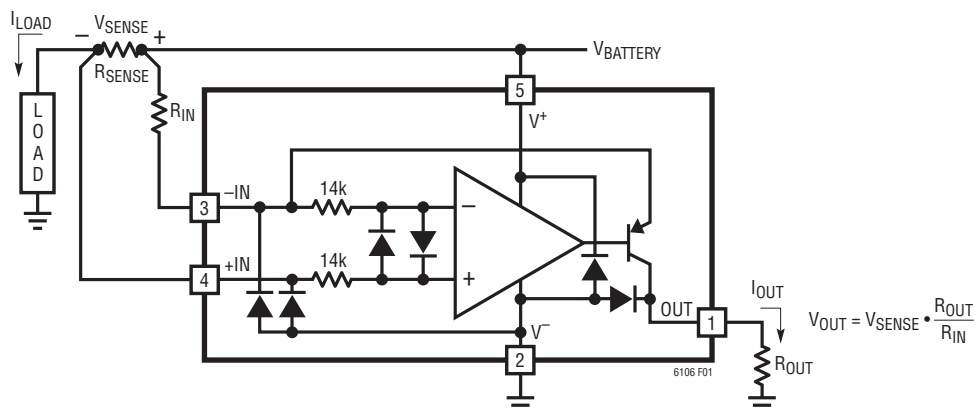 ILOAD
– VSENSE +
RSENSE
VBATTERY
LOAD
RIN
5
V+
–IN
14k
–
3
+IN
14k
+
4
OUT
IOUT
1
VOUT = VSENSE • ROUT/RIN
V–
2
6106 F01
ROUT